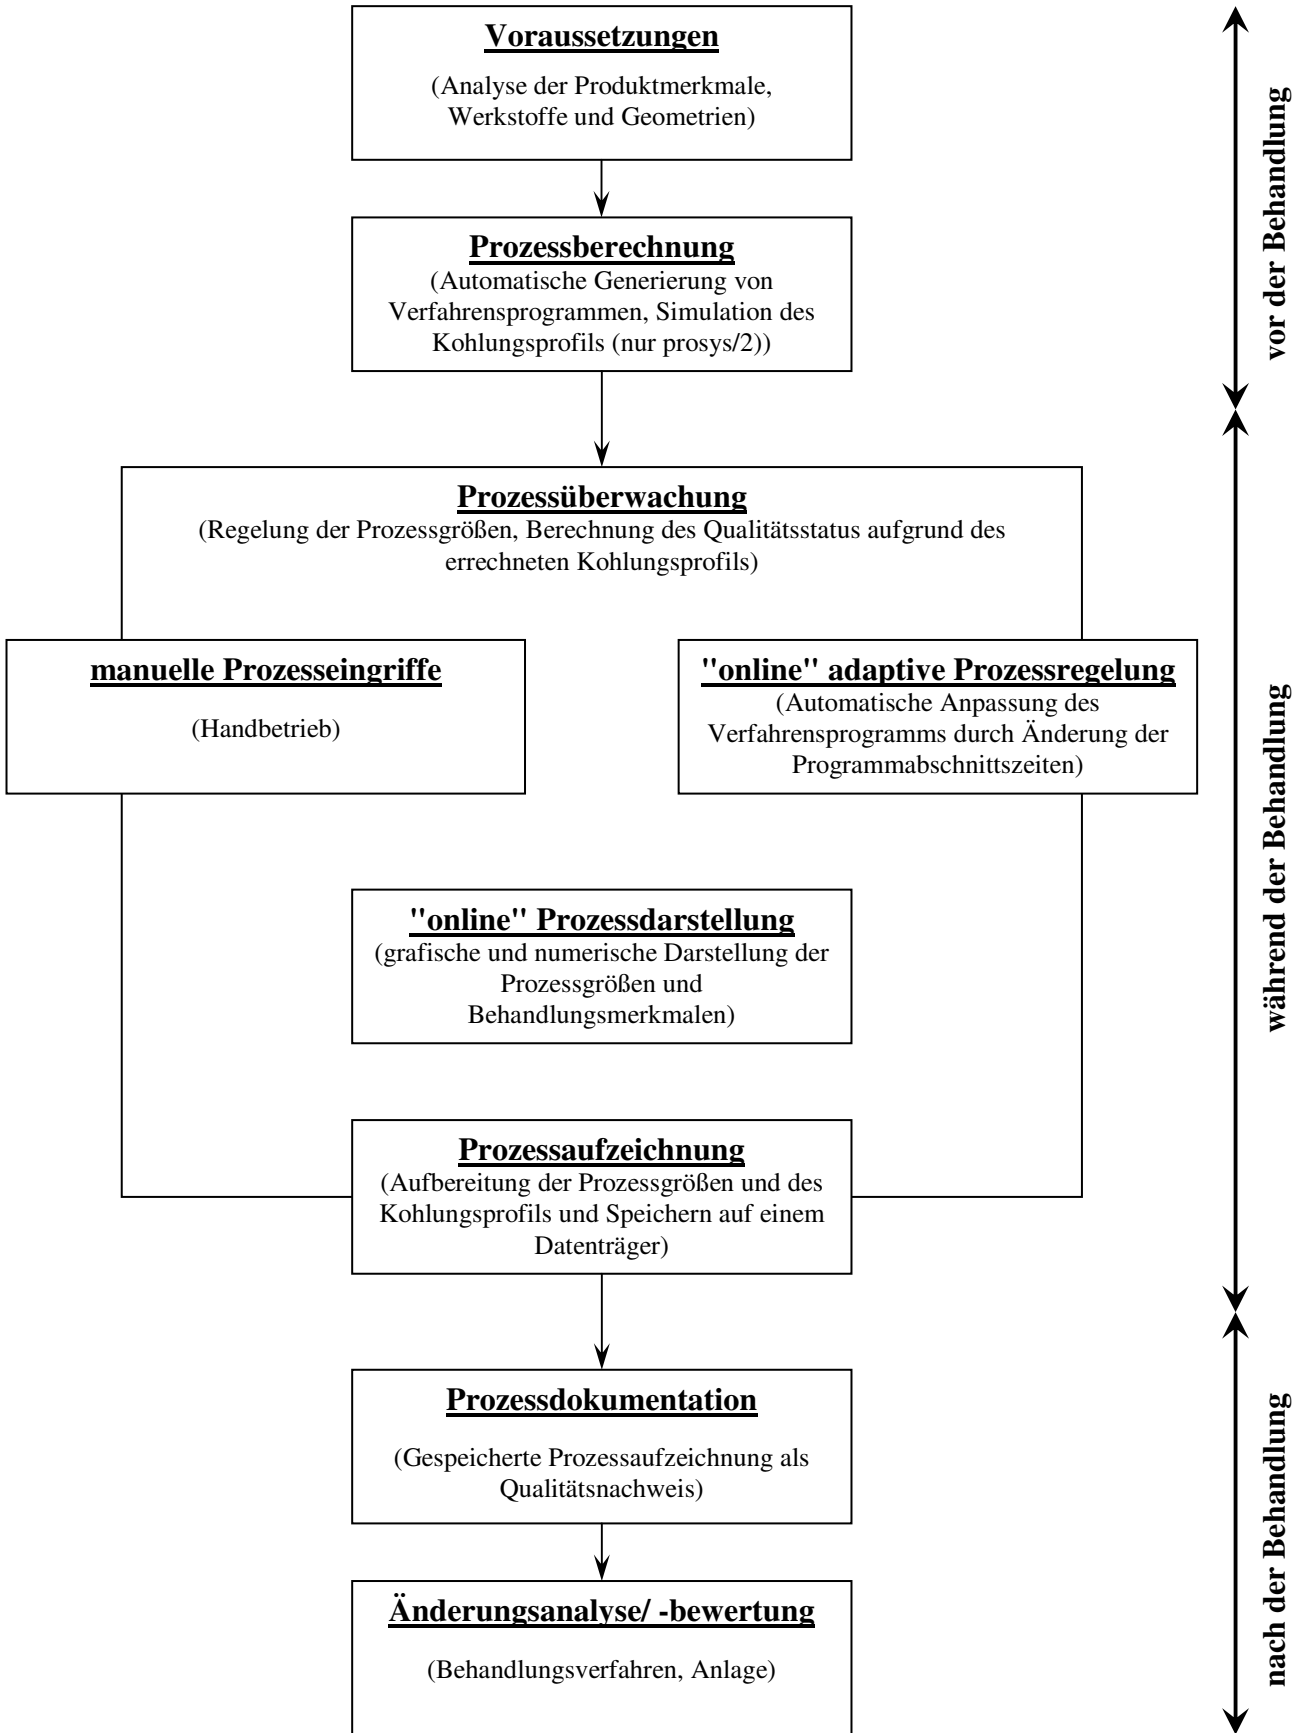 Voraussetzungen
(Analyse der Produktmerkmale,
Werkstoffe und Geometrien)
Prozessberechnung
(Automatische Generierung von
Verfahrensprogrammen, Simulation des
Kohlungsprofils (nur prosys/2))
vor der Behandlung
Prozessüberwachung
(Regelung der Prozessgrößen, Berechnung des Qualitätsstatus aufgrund des
errechneten Kohlungsprofils)
manuelle Prozesseingriffe
(Handbetrieb)
"online" adaptive Prozessregelung
(Automatische Anpassung des
Verfahrensprogramms durch Änderung der
Programmabschnittszeiten)
"online" Prozessdarstellung
(grafische und numerische Darstellung der
Prozessgrößen und
Behandlungsmerkmalen)
Prozessaufzeichnung
(Aufbereitung der Prozessgrößen und des
Kohlungsprofils und Speichern auf einem
Datenträger)
während der Behandlung
Prozessdokumentation
(Gespeicherte Prozessaufzeichnung als
Qualitätsnachweis)
Änderungsanalyse/ -bewertung
(Behandlungsverfahren, Anlage)
nach der Behandlung